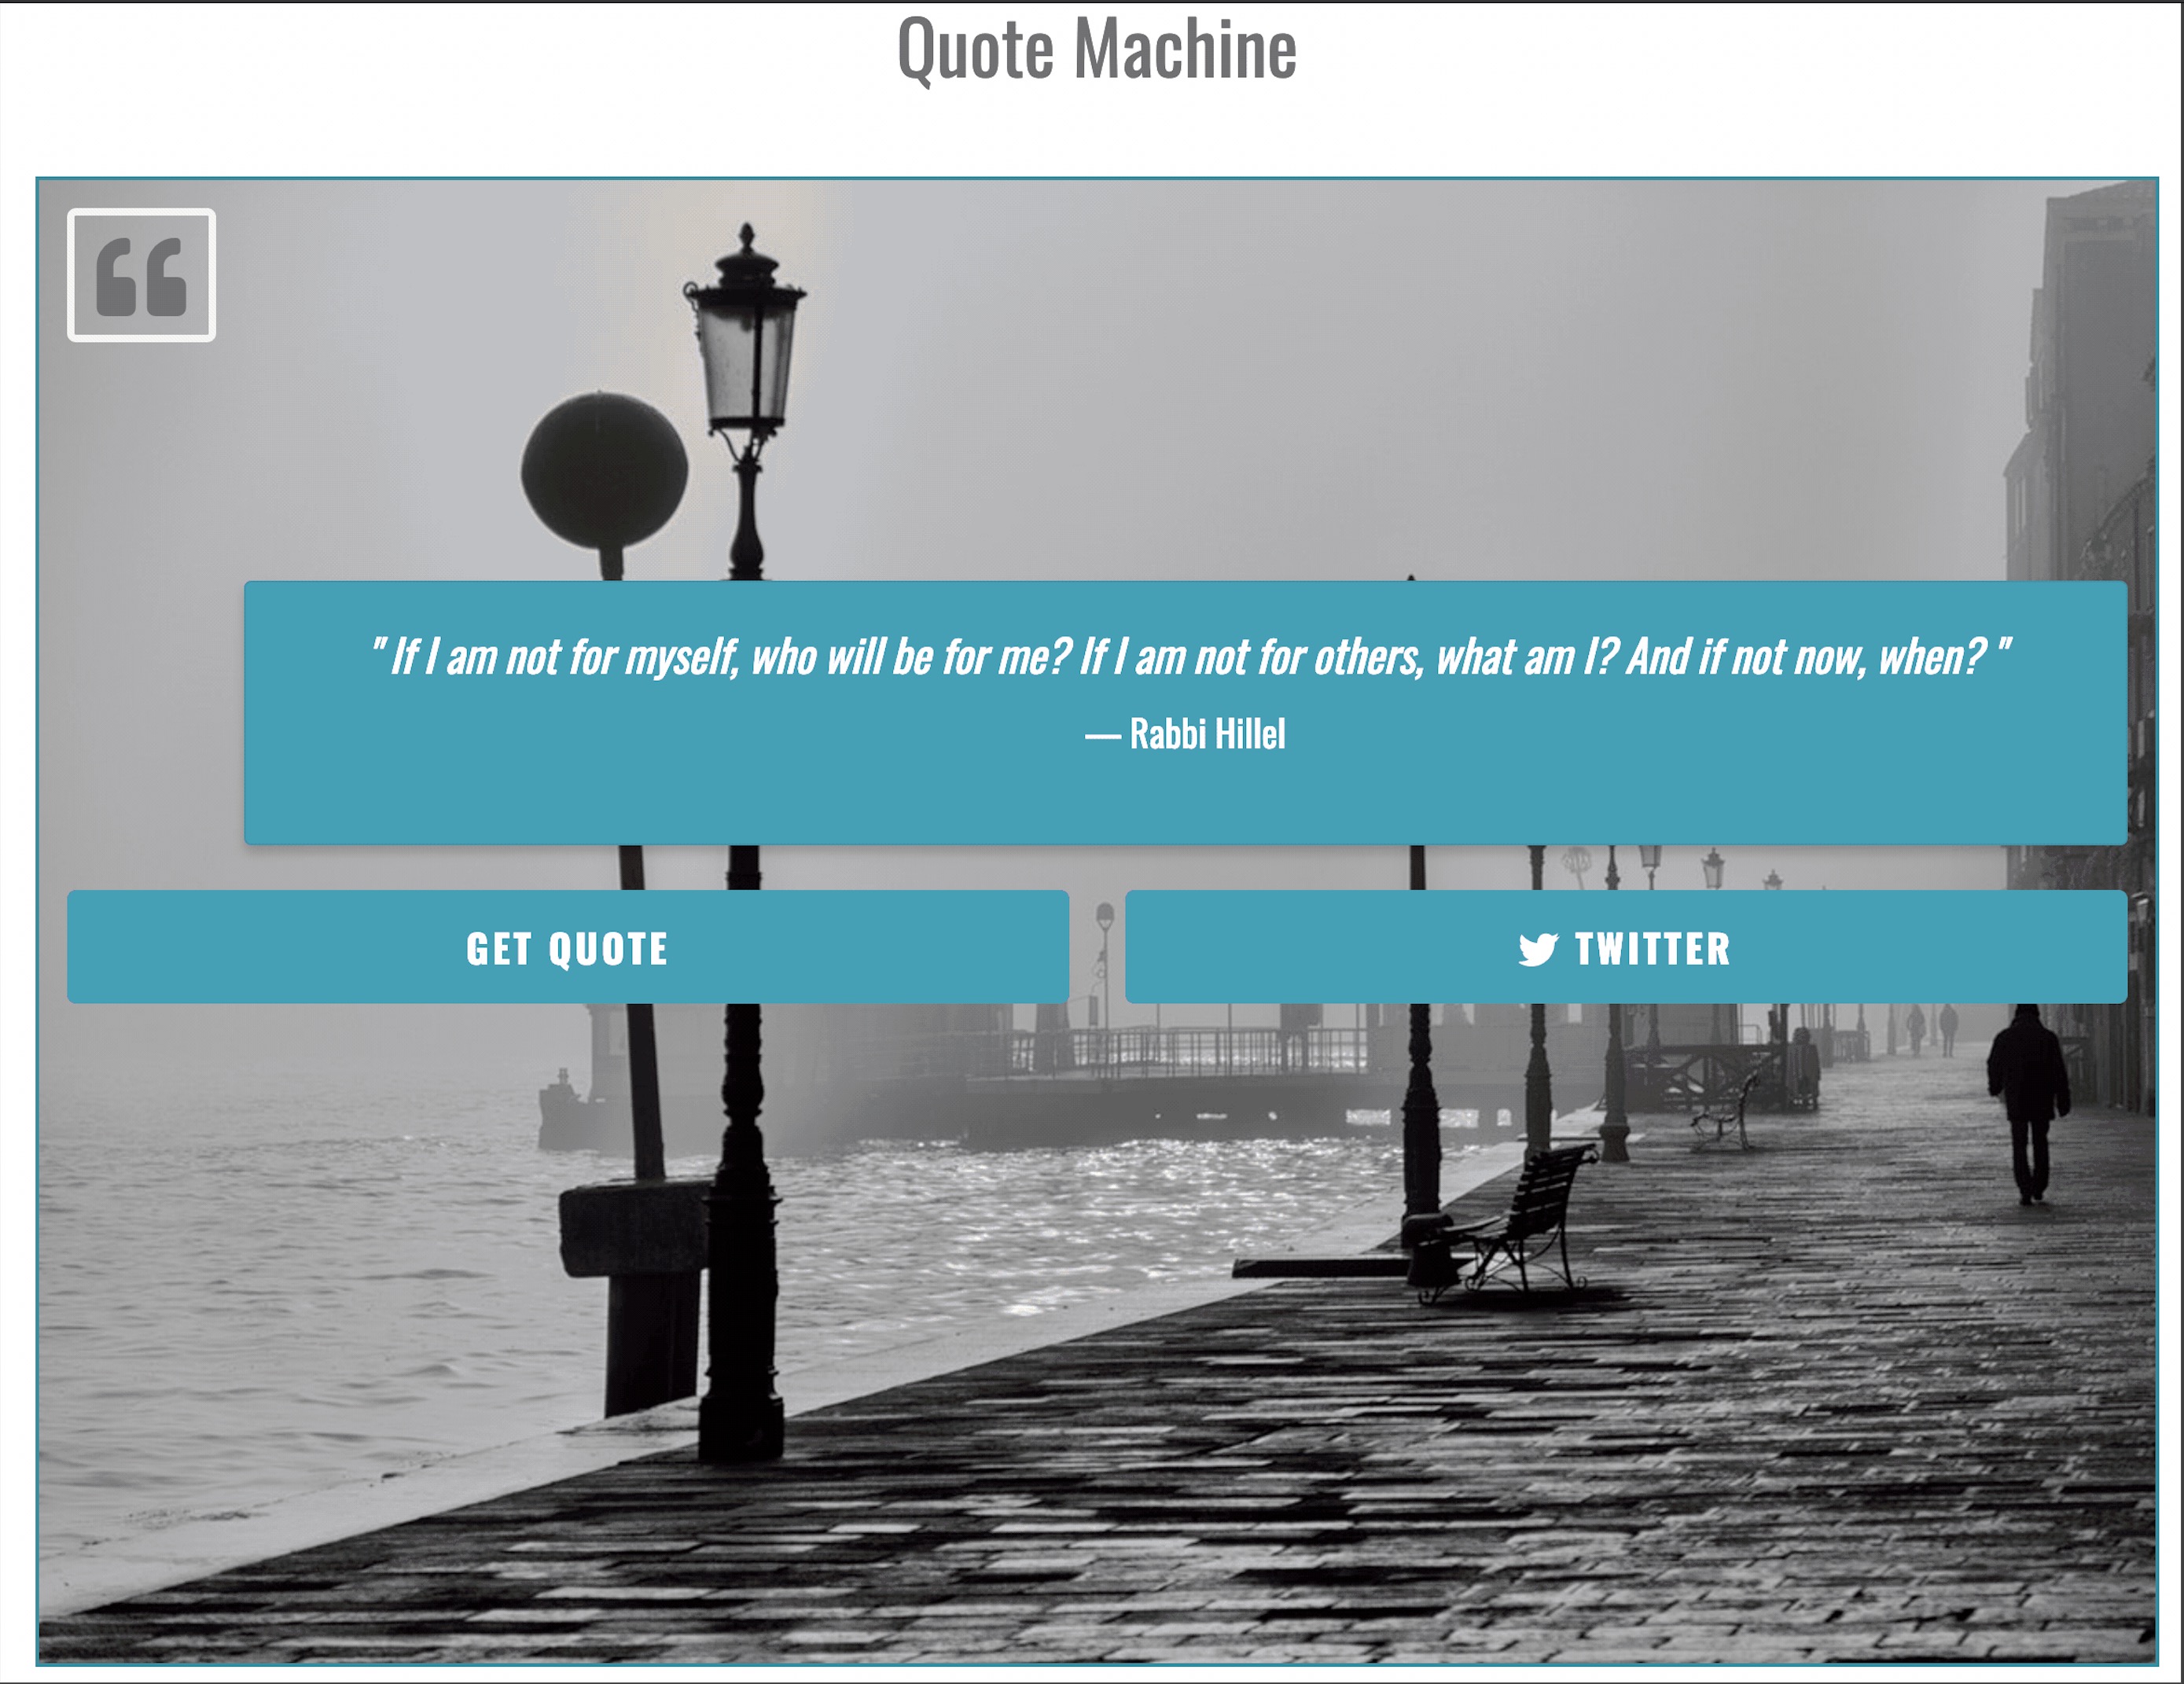 Quote Machine
" If I am not for myself, who will be for me? If I am not for others, what am I? And if not now, when? "
— Rabbi Hillel
GET QUOTE
TWITTER